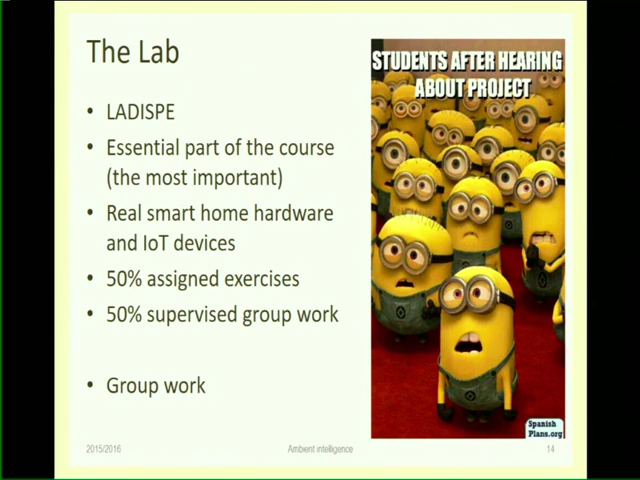 The Lab
• LADISPE
• Essential part of the course
(the most important)
• Real smart home hardware
and IoT devices
• 50% assigned exercises
• 50% supervised group work
• Group work
STUDENTS AFTER HEARING
ABOUT PROJECT
Spanish
Plans.org
2015/2016
Ambient intelligence
14